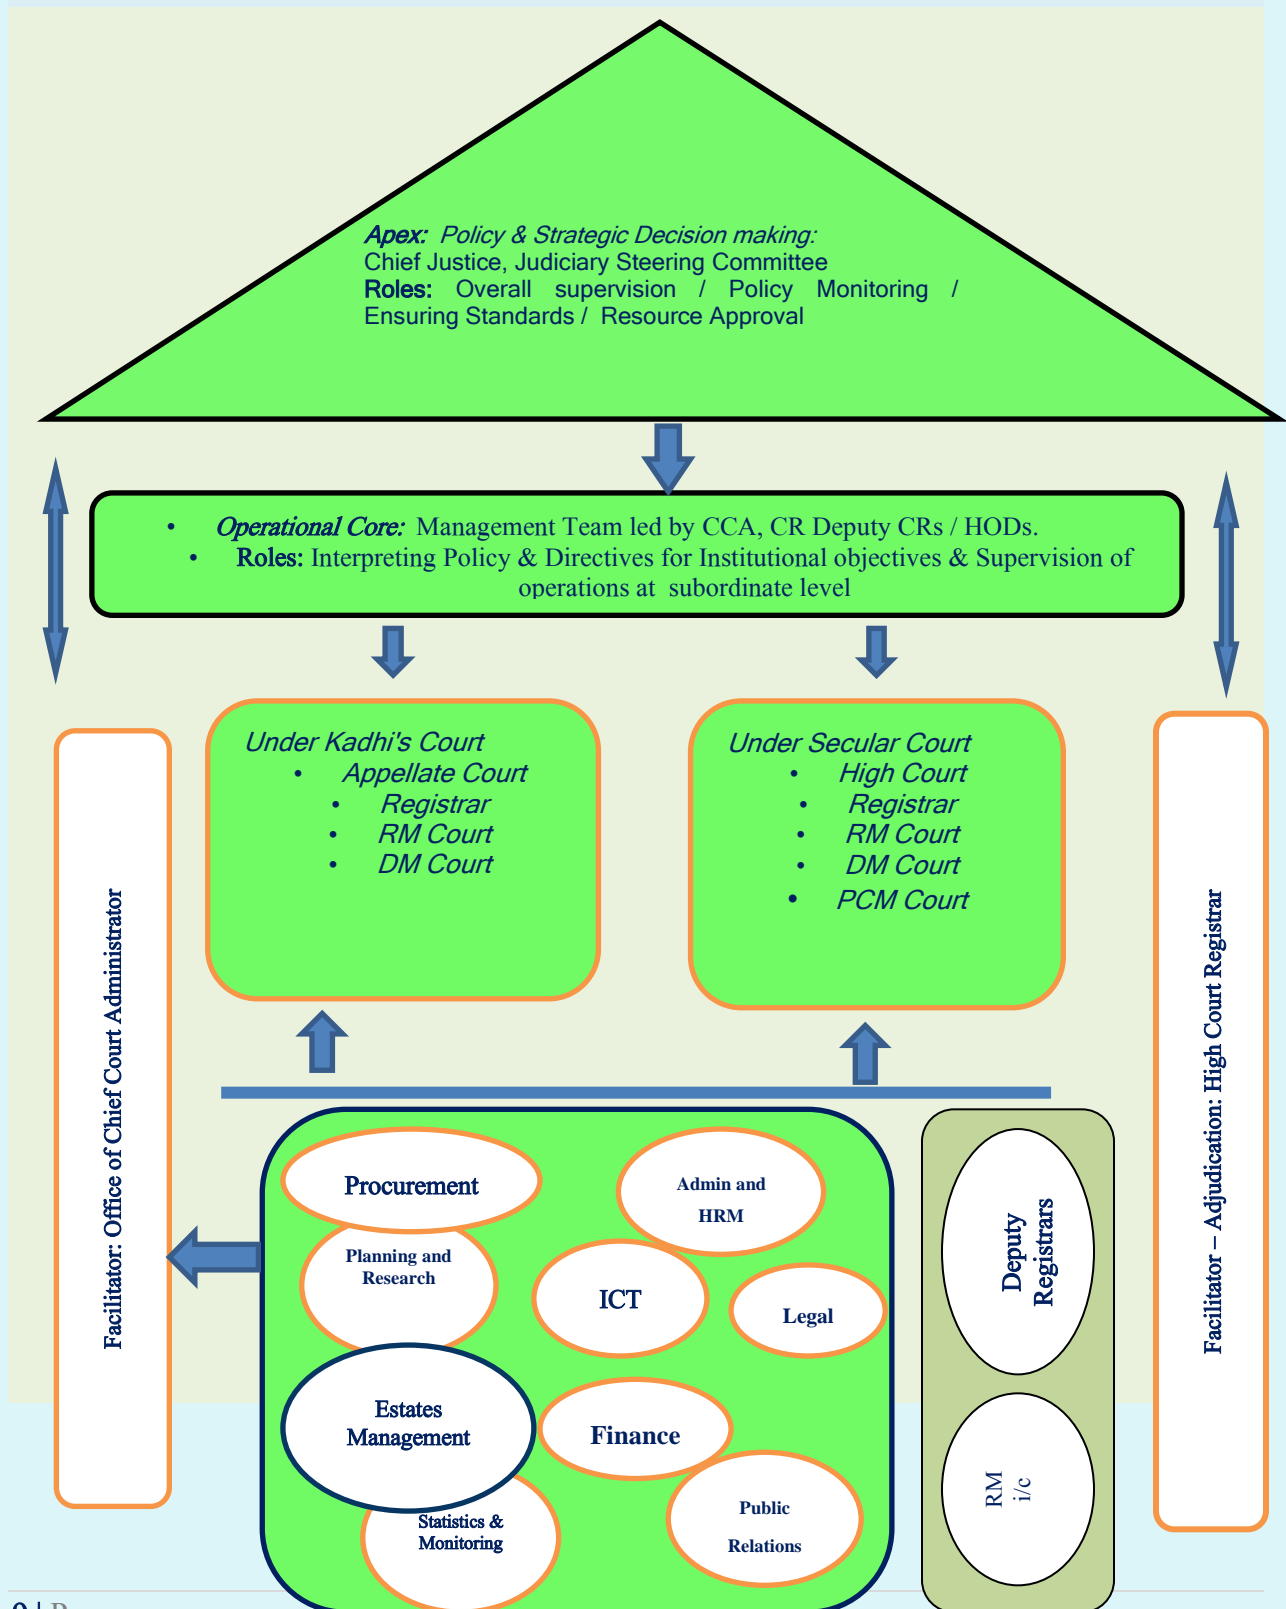 Apex: Policy & Strategic Decision making:
Chief Justice, Judiciary Steering Committee
Roles: Overall supervision / Policy Monitoring /
Ensuring Standards / Resource Approval
• Operational Core: Management Team led by CCA, CR Deputy CRs / HODs.
• Roles: Interpreting Policy & Directives for Institutional objectives & Supervision of
operations at subordinate level
Under Kadhi's Court
• Appellate Court
• Registrar
• RM Court
• DM Court
Under Secular Court
• High Court
• Registrar
• RM Court
• DM Court
• PCM Court
Facilitator: Office of Chief Court Administrator
Facilitator – Adjudication: High Court Registrar
Procurement
Planning and
Research
Admin and
HRM
ICT
Legal
Estates
Management
Finance
Statistics &
Monitoring
Public
Relations
Deputy
Registrars
RM
i/c